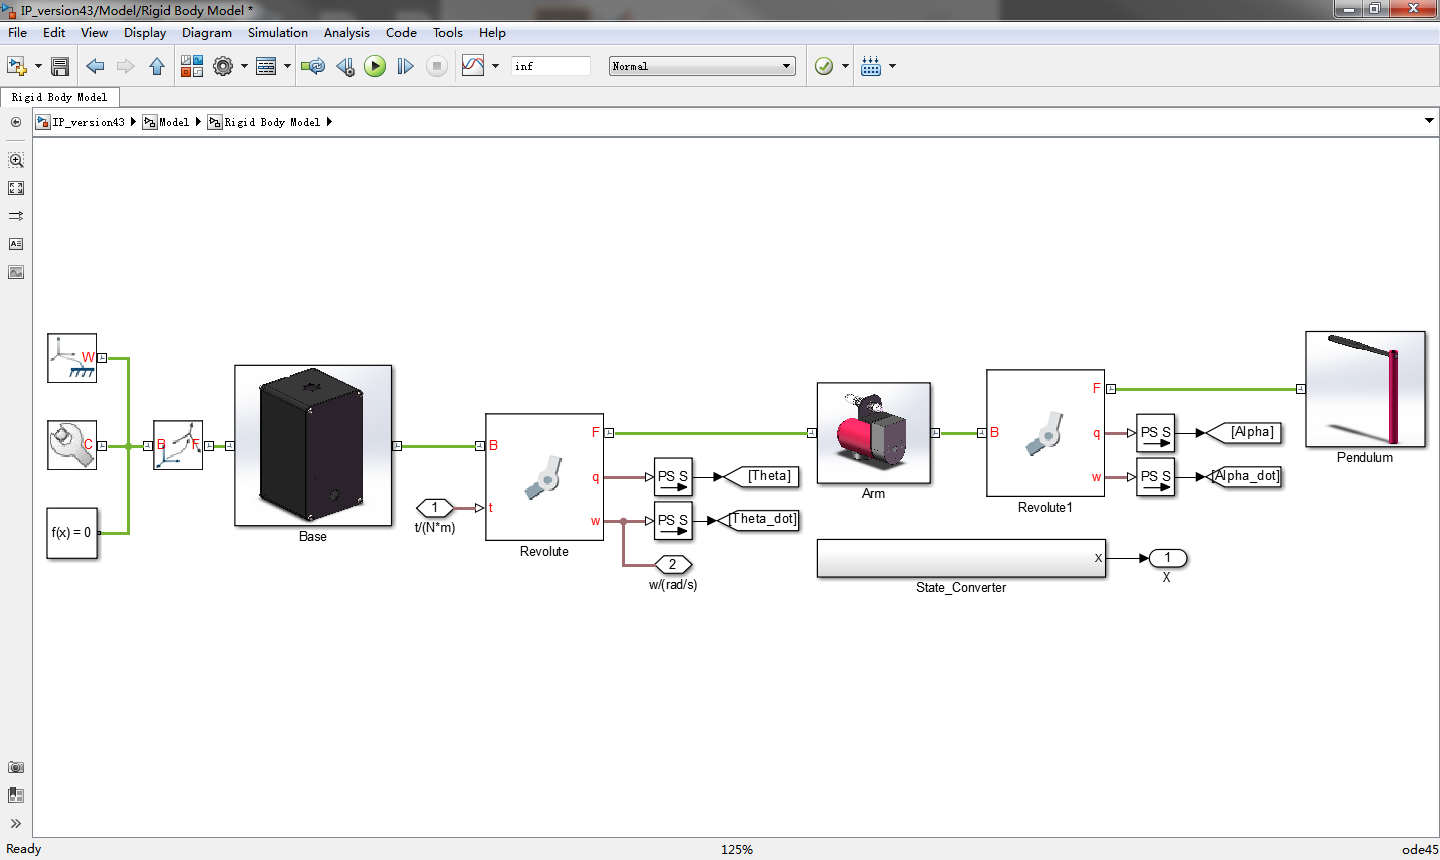 IP_version43/Model/Rigid Body Model *
File Edit View Display Diagram Simulation Analysis Code Tools Help
inf Normal
Rigid Body Model
IP_version43 Model Rigid Body Model
W
C
B F
f(x) = 0
Base
B F q w t
1
t/(N*m)
Revolute
PS S
[Theta]
PS S
[Theta_dot]
2
w/(rad/s)
Arm
B F q w
Revolute1
PS S
[Alpha]
PS S
[Alpha_dot]
Pendulum
X
State_Converter
1
X
Ready 125% ode45